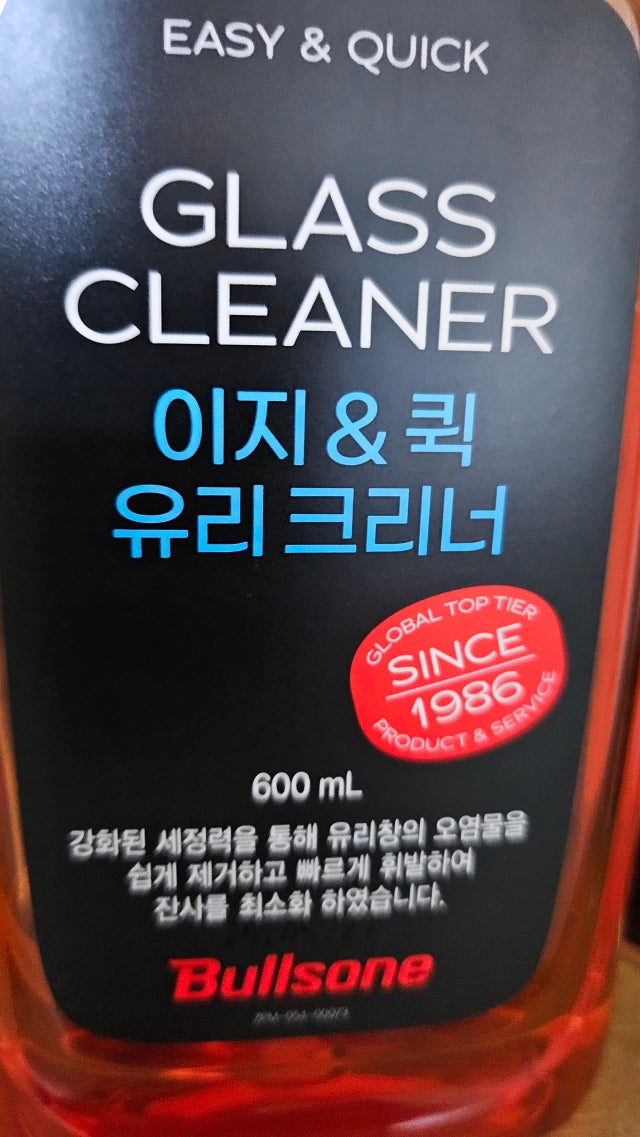 EASY & QUICK
GLASS
CLEANER
이지 & 퀵
유리 크리너
GLOBAL TOP TIER
SINCE
1986
PRODUCT & SERVICE
600 mL
강화된 세정력을 통해 유리창의 오염물을
쉽게 제거하고 빠르게 휘발하여
잔사를 최소화 하였습니다.
Bullsone